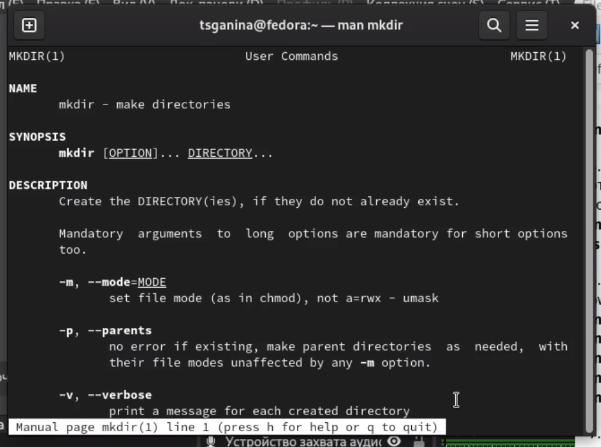 tsganina@fedora:~ — man mkdir
MKDIR(1) User Commands MKDIR(1)
NAME
mkdir - make directories
SYNOPSIS
mkdir [OPTION]... DIRECTORY...
DESCRIPTION
Create the DIRECTORY(ies), if they do not already exist.
Mandatory arguments to long options are mandatory for short options
too.
-m, --mode=MODE
set file mode (as in chmod), not a=rwx - umask
-p, --parents
no error if existing, make parent directories as needed, with
their file modes unaffected by any -m option.
-v, --verbose
print a message for each created directory
Manual page mkdir(1) line 1 (press h for help or q to quit)
Устройство захвата аудио